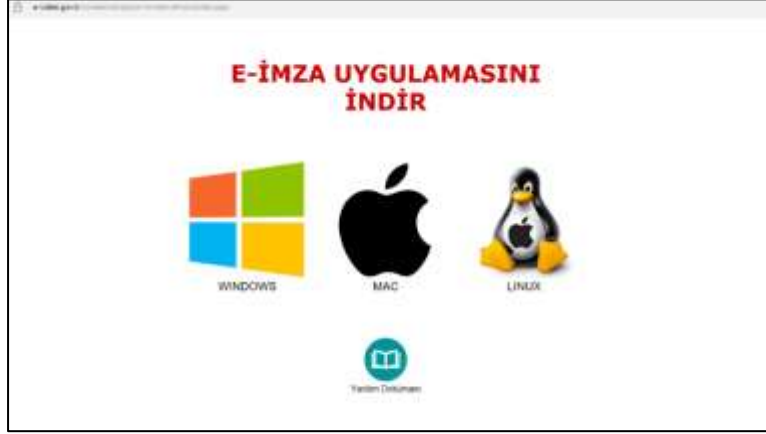 E-İMZA UYGULAMASINI
İNDİR
WINDOWS
MAC
LINUX
Yardım Dokümanı